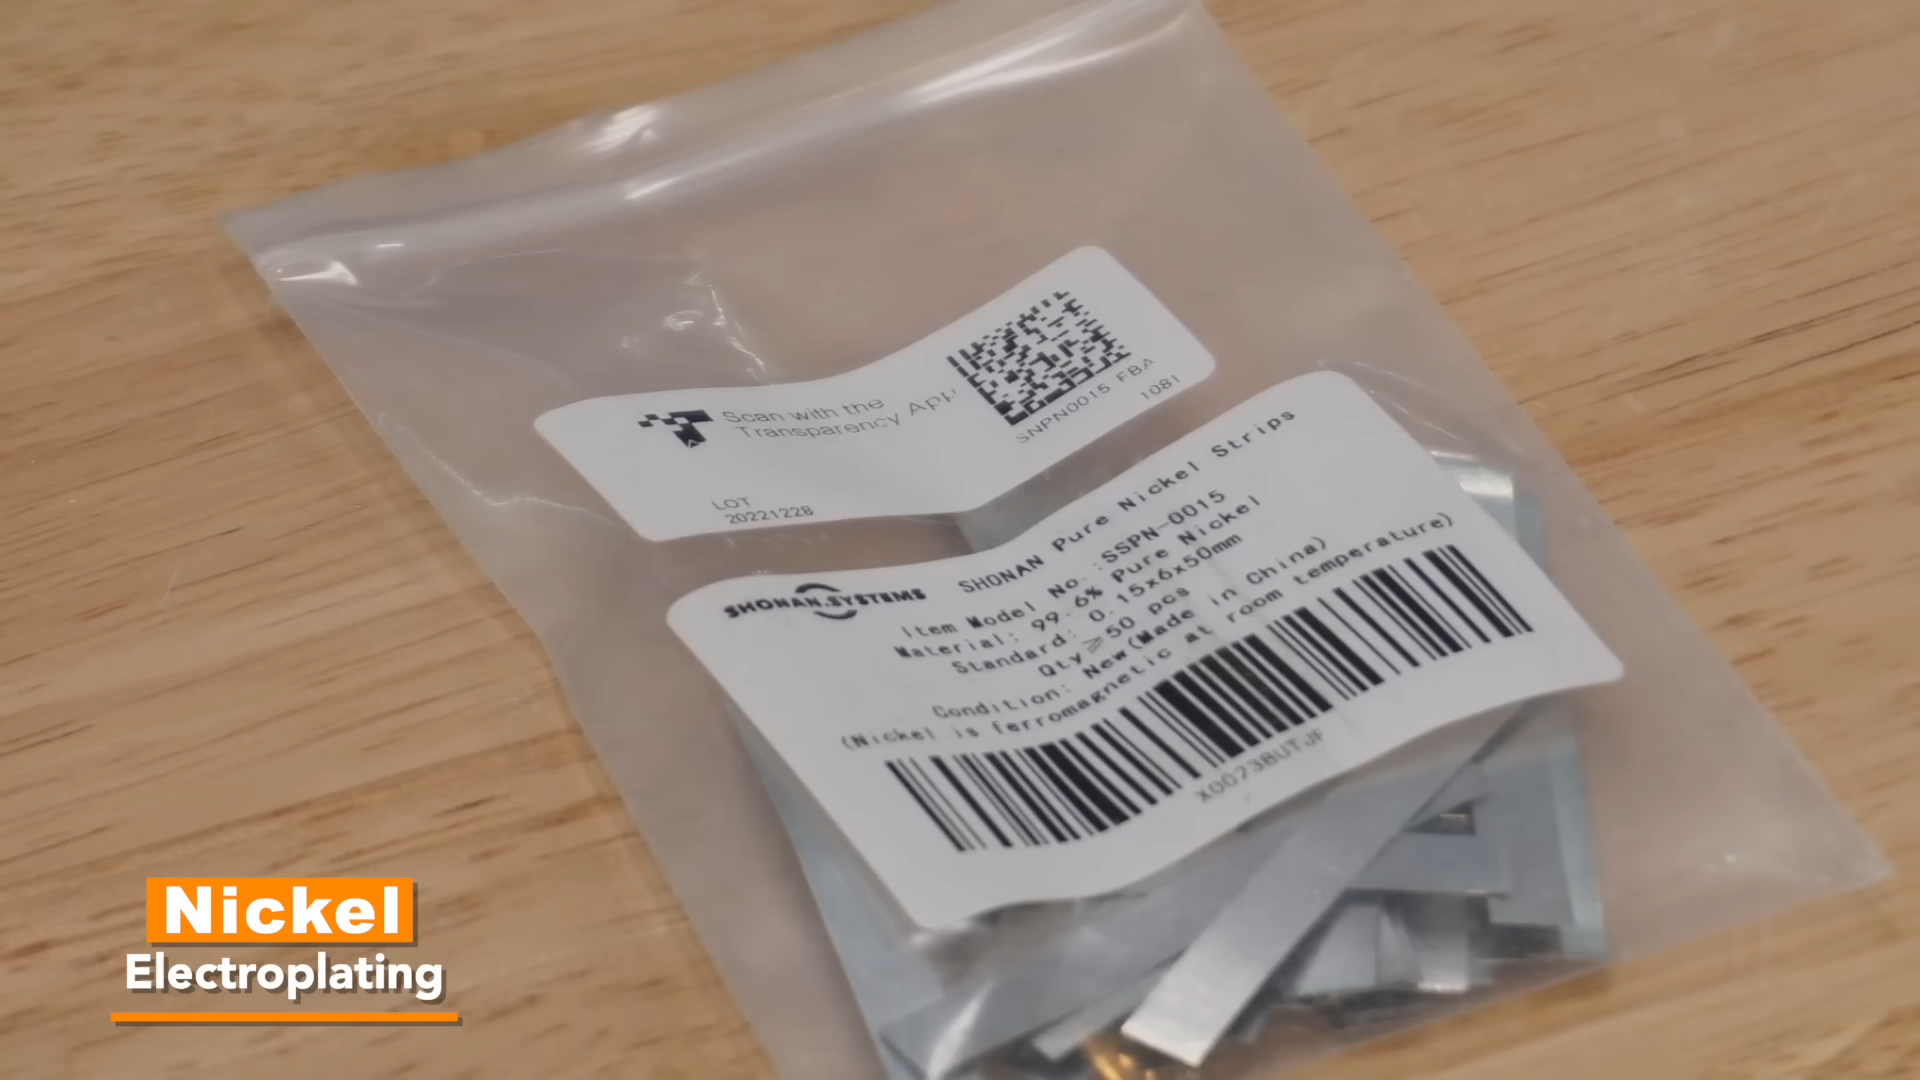 Scan with the
Transparency App
SNPN0015 FBA
1081
LOT
20221228
SHONAN.SYSTEMS
SHONAN Pure Nickel Strips
Item Model No.:SSPN-0015
Material: 99.6% Pure Nickel
Standard: 0.15x6x50mm
Qty≥50 pcs
Condition: New(Made in China)
(Nickel is ferromagnetic at room temperature)
X00738UTJF
Nickel
Electroplating